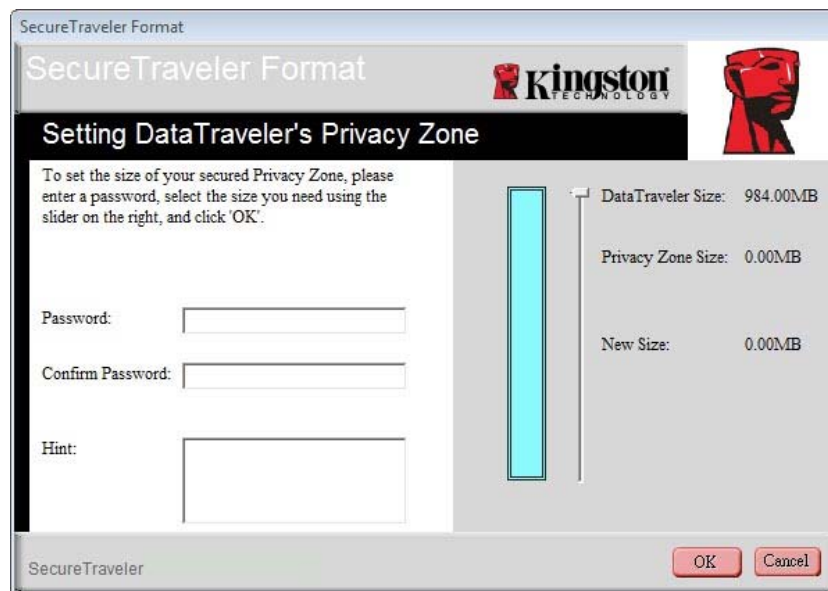 SecureTraveler Format
SecureTraveler Format
Kingston
TECHNOLOGY
Setting DataTraveler's Privacy Zone
To set the size of your secured Privacy Zone, please
enter a password, select the size you need using the
slider on the right, and click 'OK'.
Password:
Confirm Password:
Hint:
DataTraveler Size: 984.00MB
Privacy Zone Size: 0.00MB
New Size: 0.00MB
SecureTraveler
OK
Cancel